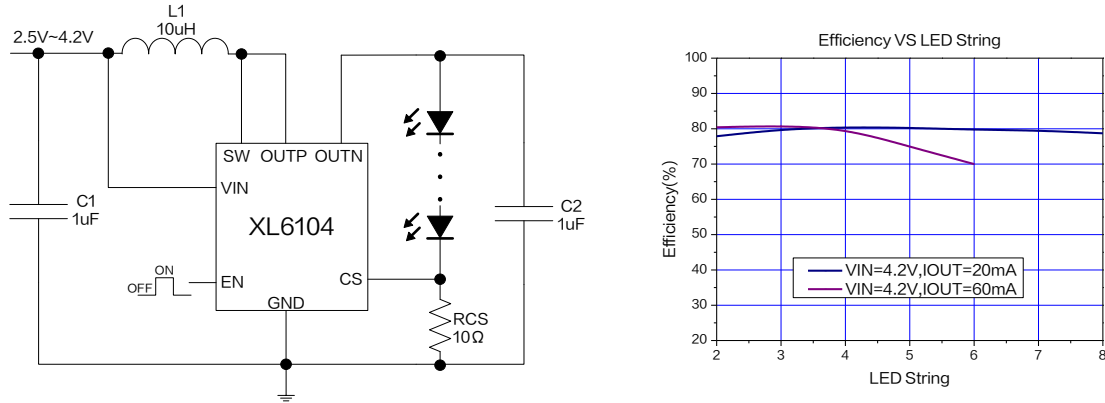 L1
10uH
2.5V~4.2V
SW OUTP OUTN
VIN
C1
1uF
XL6104
C2
1uF
ON
OFF
EN
CS
GND
RCS
10Ω
Efficiency VS LED String
100
90
80
70
60
50
40
30
20
Efficiency(%)
VIN=4.2V,IOUT=20mA
VIN=4.2V,IOUT=60mA
2 3 4 5 6 7 8
LED String